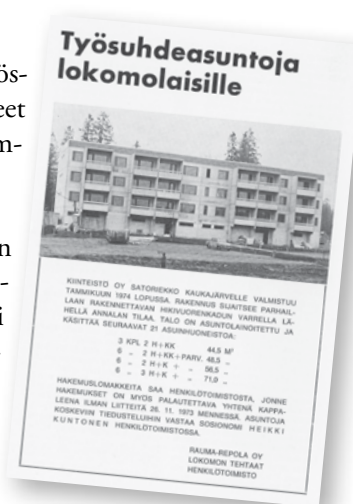 ös-
eet
m-
n
-
i
-
Työsuhdeasuntoja
lokomolaisille
KIINTEISTÖ OY SATORIEKKO KAUKAJÄRVELLE VALMISTUU
TAMMIKUUN 1974 LOPUSSA. RAKENNUS SIJAITSEE PARHAIL-
LAAN RAKENNETTAVAN HIKIVUORENKADUN VARRELLA LÄ-
HELLÄ ANNALAN TILAA. TALO ON ASUNTOLAINOITETTU JA
KÄSITTÄÄ SEURAAVAT 21 ASUINHUONEISTOA:
3 KPL 2 H+KK 44,5 M²
6 „ 2 H+KK+PARV. 48,5 „
6 „ 2 H+K + „ 56,5 „
6 „ 3 H+K + „ 71,0 „
HAKEMUSLOMAKKEITA SAA HENKILÖTOIMISTOSTA, JONNE
HAKEMUKSET ON MYÖS PALAUTETTAVA YHTENÄ KAPPA-
LEENA ILMAN LIITTEITÄ 26. 11. 1973 MENNESSÄ. ASUNTOJA
KOSKEVIIN TIEDUSTELUIHIN VASTAA SOSIONOMI HEIKKI
KUNTONEN HENKILÖTOIMISTOSSA.
RAUMA-REPOLA OY
LOKOMON TEHTAAT
HENKILÖTOIMISTO